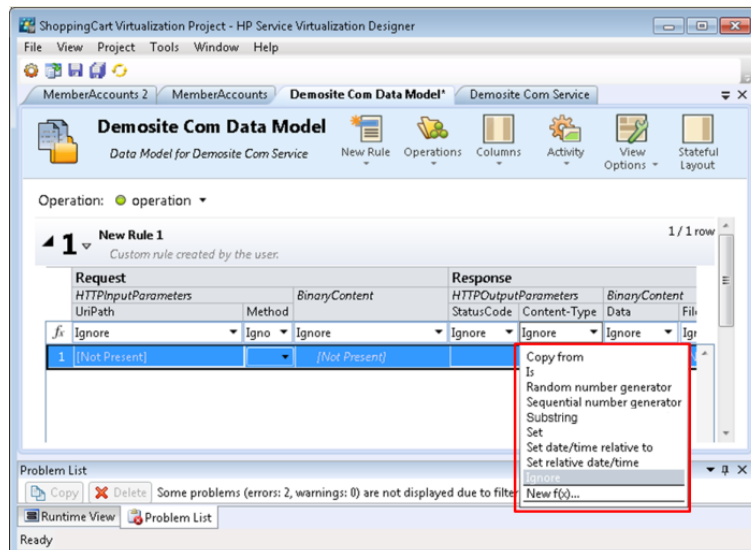 ShoppingCart Virtualization Project - HP Service Virtualization Designer
File View Project Tools Window Help
MemberAccounts 2 MemberAccounts Demosite Com Data Model* Demosite Com Service
Demosite Com Data Model
Data Model for Demosite Com Service
New Rule Operations Columns Activity View Options Stateful Layout
Operation: operation
1 New Rule 1 1 / 1 row
Custom rule created by the user.
Request Response
HTTPInputParameters BinaryContent HTTPOutputParameters BinaryContent
UriPath Method StatusCode Content-Type Data File
fx Ignore Igno Ignore Ignore Ignore Ignore Igr
1 [Not Present] [Not Present]
Copy from
Is
Random number generator
Sequential number generator
Substring
Set
Set date/time relative to
Set relative date/time
Ignore
New f(x)...
Problem List
Copy Delete Some problems (errors: 2, warnings: 0) are not displayed due to filter
Runtime View Problem List
Ready